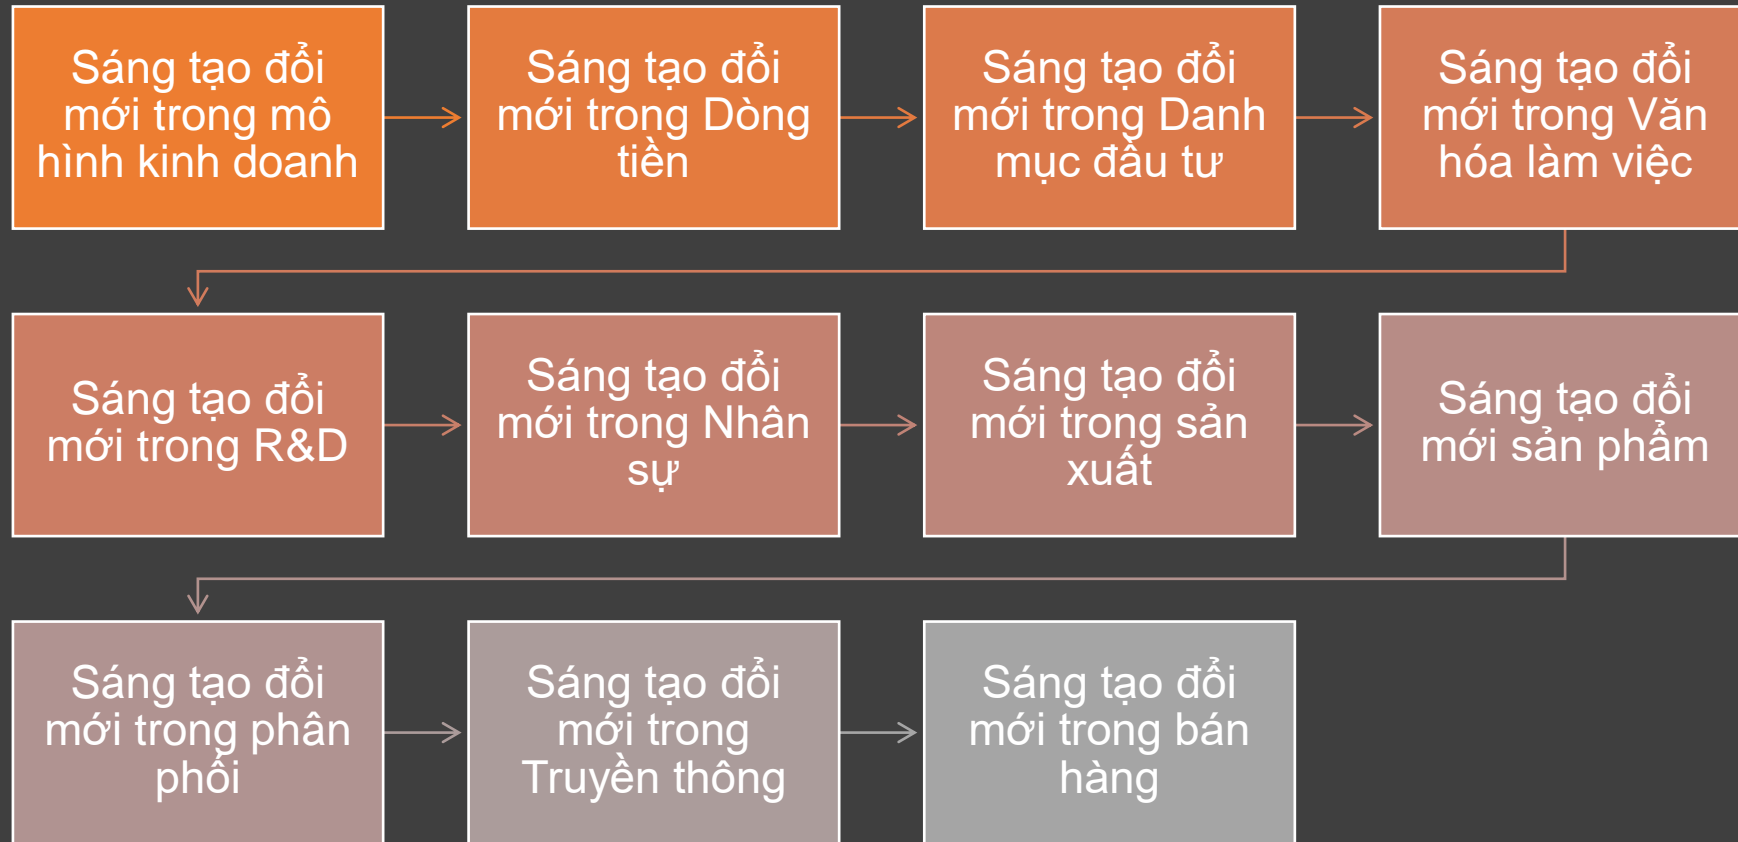 Sáng tạo đổi
mới trong mô
hình kinh doanh
Sáng tạo đổi
mới trong Dòng
tiền
Sáng tạo đổi
mới trong Danh
mục đầu tư
Sáng tạo đổi
mới trong Văn
hóa làm việc
Sáng tạo đổi
mới trong R&D
Sáng tạo đổi
mới trong Nhân
sự
Sáng tạo đổi
mới trong sản
xuất
Sáng tạo đổi
mới sản phẩm
Sáng tạo đổi
mới trong phân
phối
Sáng tạo đổi
mới trong
Truyền thông
Sáng tạo đổi
mới trong bán
hàng